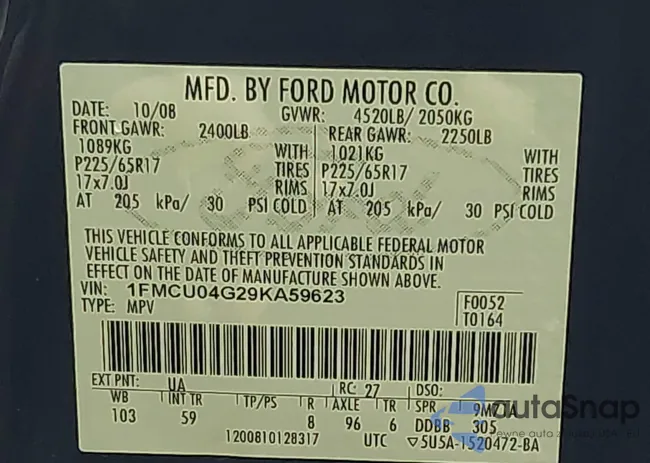 MFD. BY FORD MOTOR CO.
DATE: 10/08 GVWR: 4520LB/ 2050KG
FRONT GAWR: 2400LB REAR GAWR: 2250LB
1089KG WITH 1021KG WITH
P225/65R17 TIRES P225/65R17 TIRES
17x7.0J RIMS 17x7.0J RIMS
AT 205 kPa/ 30 PSI COLD AT 205 kPa/ 30 PSI COLD
THIS VEHICLE CONFORMS TO ALL APPLICABLE FEDERAL MOTOR
VEHICLE SAFETY AND THEFT PREVENTION STANDARDS IN
EFFECT ON THE DATE OF MANUFACTURE SHOWN ABOVE.
VIN: 1FMCU04G29KA59623 F0052
TYPE: MPV T0164
EXT PNT: UA RC: 27 DSO:
WB INT TR TP/PS R AXLE TR SPR
103 59 8 96 6 DDBB 305
1200810128317 UTC ▽5U5A-1520472-BA
autoSnap